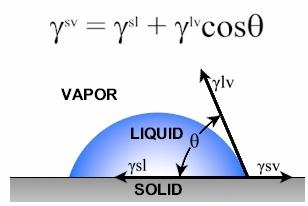 γˢᵛ = γˢˡ + γˡᵛcosθ
γlv
VAPOR
LIQUID
θ
γsl
γsv
SOLID